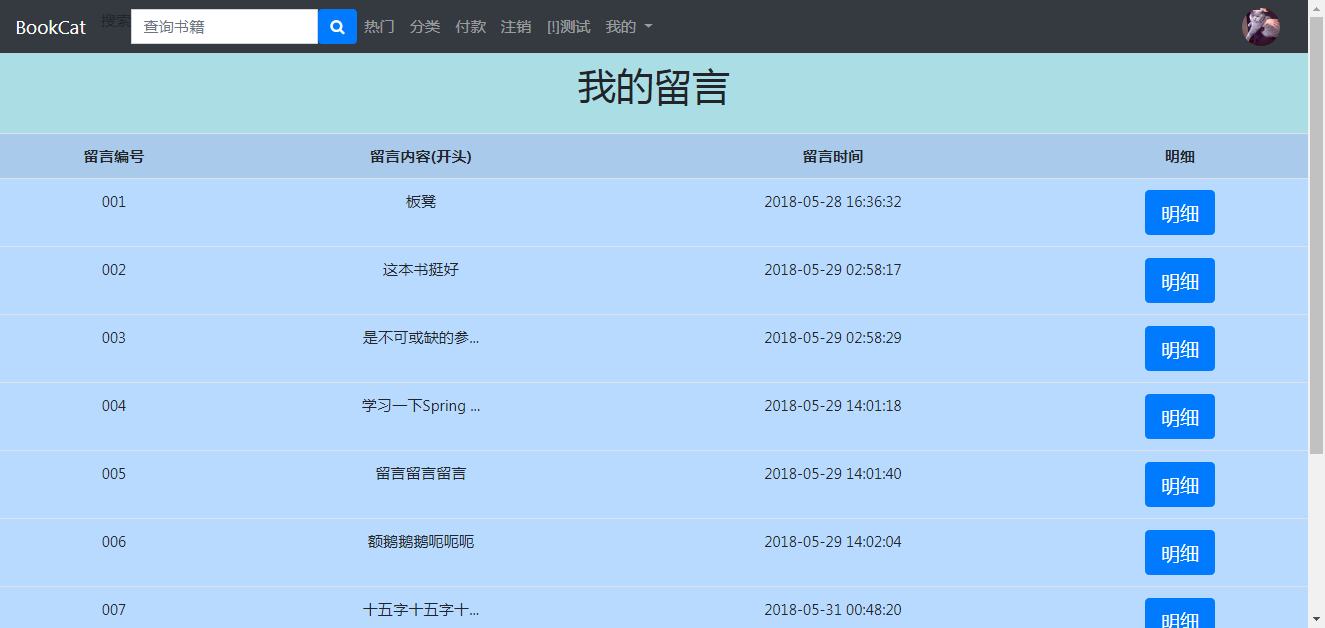 BookCat 搜索 查询书籍 热门 分类 付款 注销 [!]测试 我的
我的留言
留言编号 留言内容(开头) 留言时间 明细
001 板凳 2018-05-28 16:36:32 明细
002 这本书挺好 2018-05-29 02:58:17 明细
003 是不可或缺的参... 2018-05-29 02:58:29 明细
004 学习一下Spring ... 2018-05-29 14:01:18 明细
005 留言留言留言 2018-05-29 14:01:40 明细
006 额鹅鹅鹅呃呃呃 2018-05-29 14:02:04 明细
007 十五字十五字十... 2018-05-31 00:48:20 明细